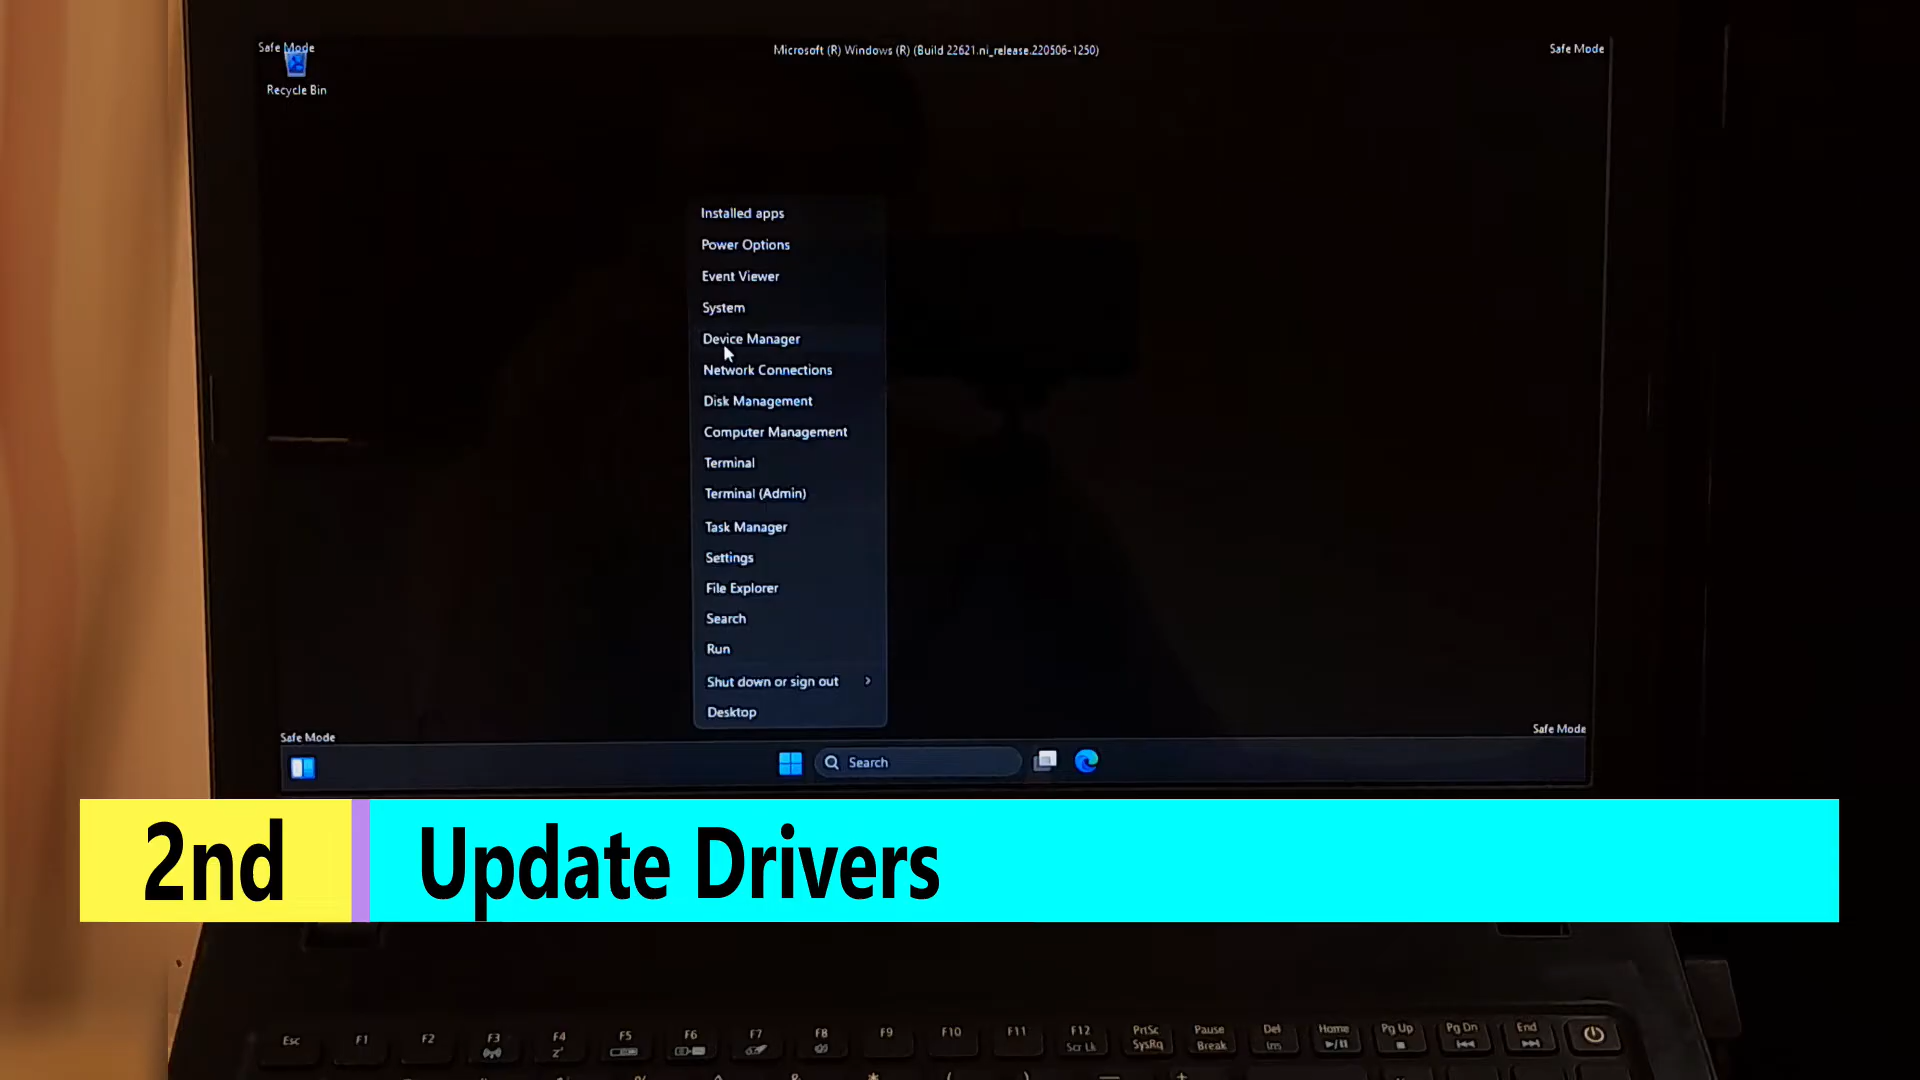 Safe Mode
Microsoft (R) Windows (R) (Build 22621.ni_release.220506-1250)
Safe Mode
Recycle Bin
Installed apps
Power Options
Event Viewer
System
Device Manager
Network Connections
Disk Management
Computer Management
Terminal
Terminal (Admin)
Task Manager
Settings
File Explorer
Search
Run
Shut down or sign out
Desktop
Safe Mode
Safe Mode
Search
2nd
Update Drivers
Esc F1 F2 F3 F4 F5 F6 F7 F8 F9 F10 F11 F12 PrtSc Pause Del Home Pg Up Pg Dn End
Scr Lk SysRq Break Ins